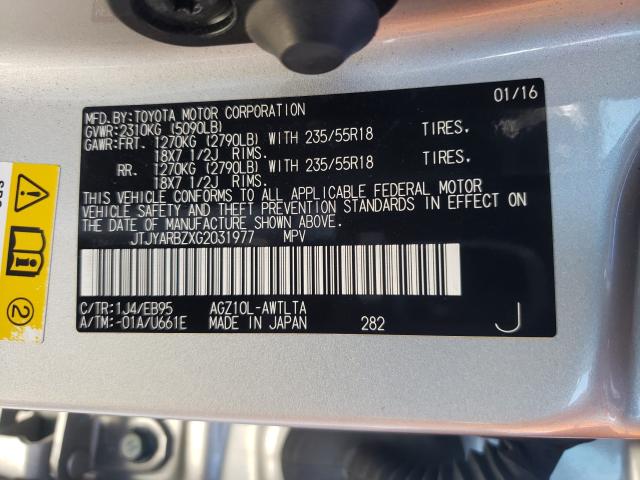 01/16
MFD.BY:TOYOTA MOTOR CORPORATION
GVWR:2310KG (5090LB)
GAWR:FRT. 1270KG (2790LB) WITH 235/55R18 TIRES.
18X7 1/2J RIMS.
RR. 1270KG (2790LB) WITH 235/55R18 TIRES.
18X7 1/2J RIMS.
THIS VEHICLE CONFORMS TO ALL APPLICABLE FEDERAL MOTOR
VEHICLE SAFETY AND THEFT PREVENTION STANDARDS IN EFFECT ON
THE DATE OF MANUFACTURE SHOWN ABOVE.
JTJYARBZXG2031977 MPV
C/TR:1J4/EB95 AGZ10L-AWTLTA
A/TM:-01A/U661E MADE IN JAPAN 282 J
2